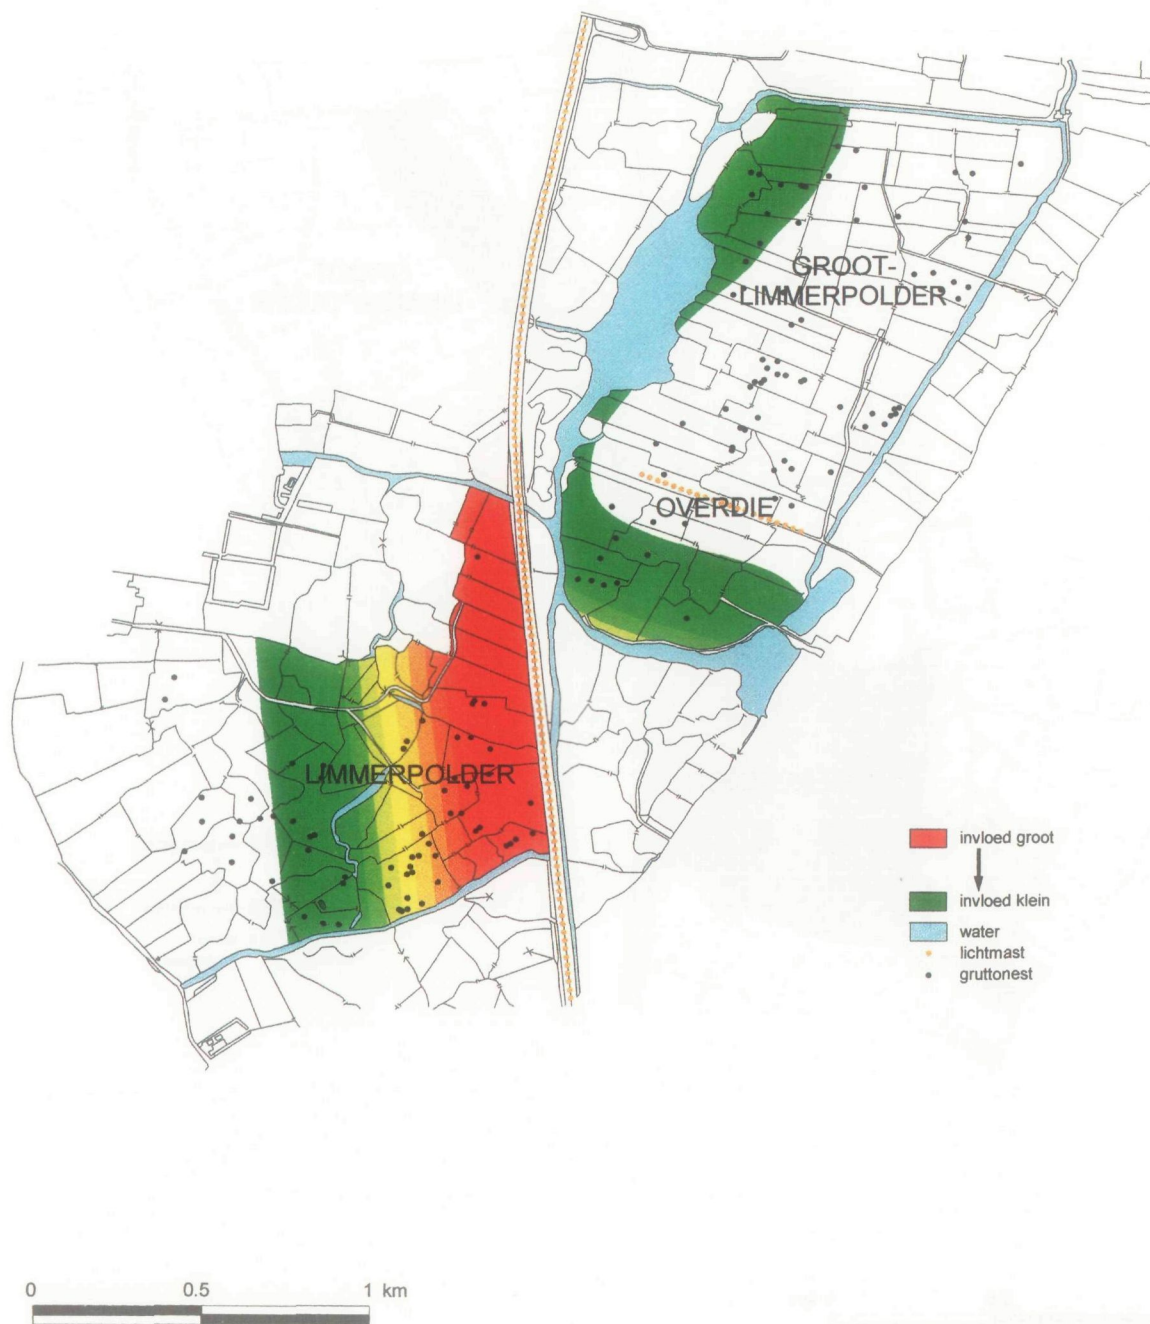 GROOT-
LIMMERPOLDER
OVERDIE
LIMMERPOLDER
invloed groot
invloed klein
water
lichtmast
gruttonest
0 0.5 1 km